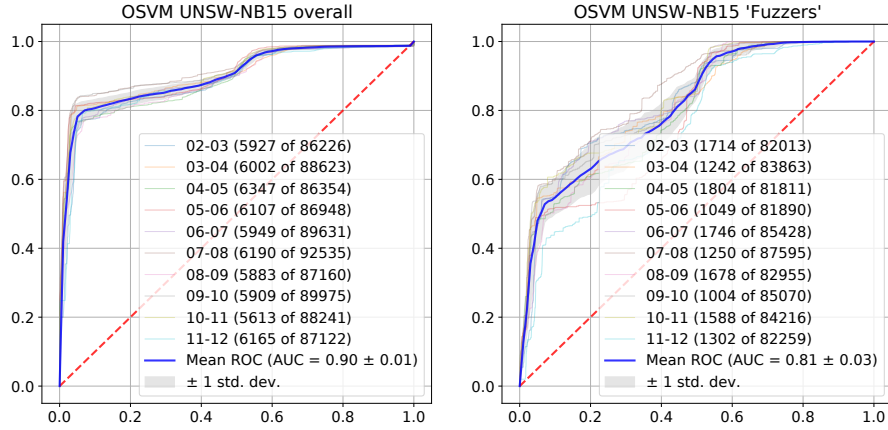 OSVM UNSW-NB15 overall
1.0
0.8
0.6
0.4
0.2
0.0
0.0 0.2 0.4 0.6 0.8 1.0
02-03 (5927 of 86226)
03-04 (6002 of 88623)
04-05 (6347 of 86354)
05-06 (6107 of 86948)
06-07 (5949 of 89631)
07-08 (6190 of 92535)
08-09 (5883 of 87160)
09-10 (5909 of 89975)
10-11 (5613 of 88241)
11-12 (6165 of 87122)
Mean ROC (AUC = 0.90 ± 0.01)
± 1 std. dev.
OSVM UNSW-NB15 'Fuzzers'
1.0
0.8
0.6
0.4
0.2
0.0
0.0 0.2 0.4 0.6 0.8 1.0
02-03 (1714 of 82013)
03-04 (1242 of 83863)
04-05 (1804 of 81811)
05-06 (1049 of 81890)
06-07 (1746 of 85428)
07-08 (1250 of 87595)
08-09 (1678 of 82955)
09-10 (1004 of 85070)
10-11 (1588 of 84216)
11-12 (1302 of 82259)
Mean ROC (AUC = 0.81 ± 0.03)
± 1 std. dev.